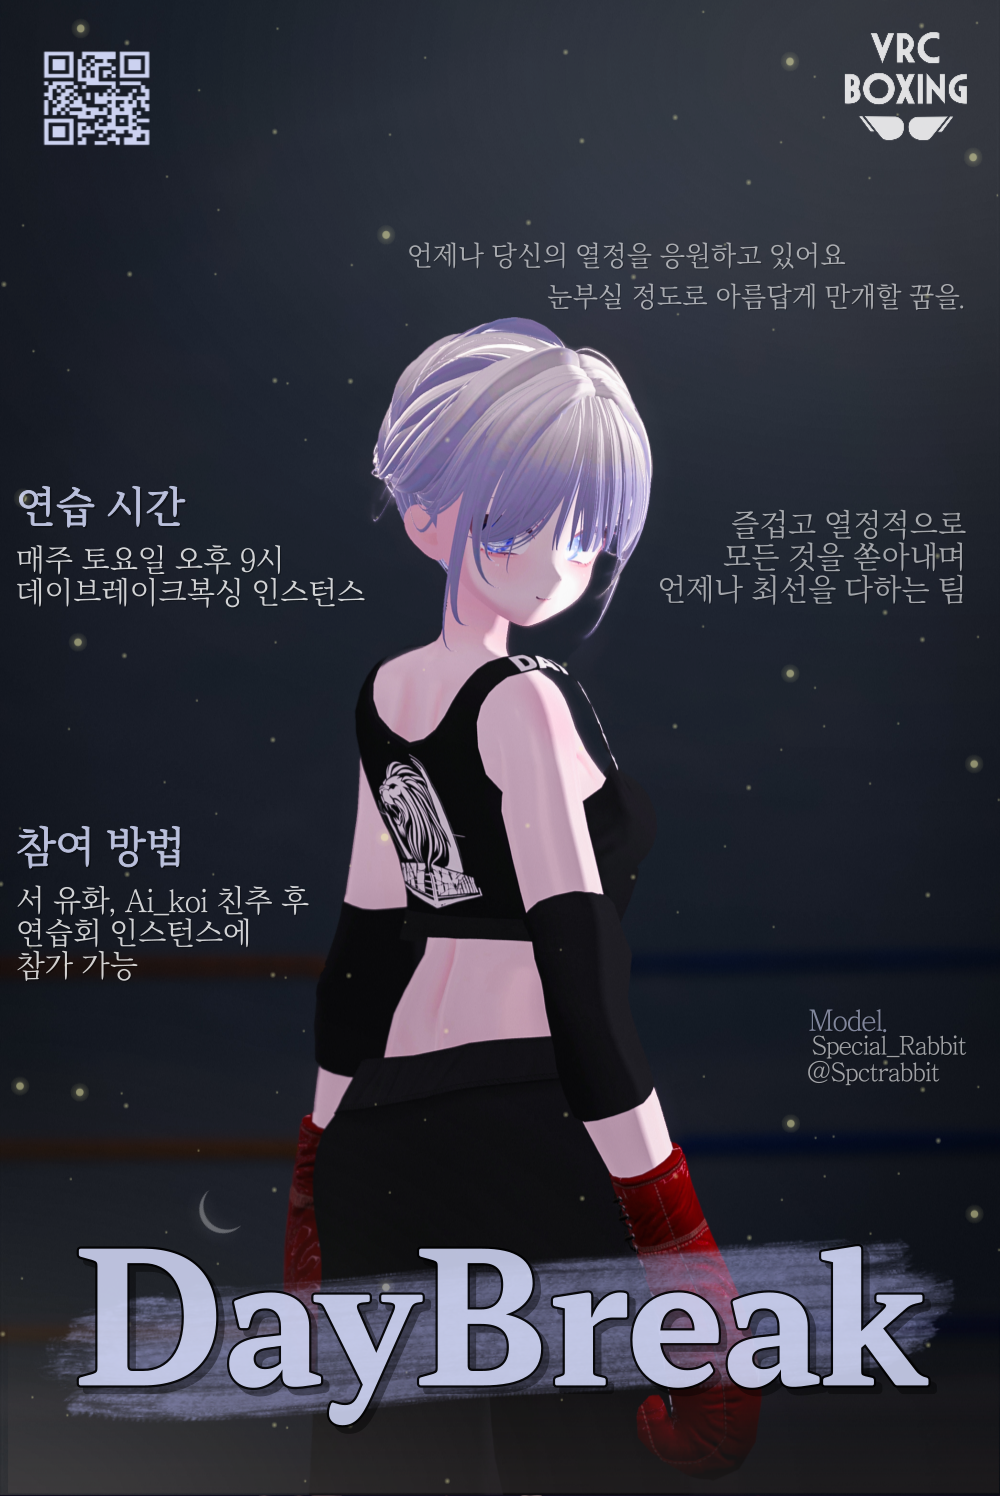 VRC
BOXING
언제나 당신의 열정을 응원하고 있어요
눈부실 정도로 아름답게 만개할 꿈을.
연습 시간
매주 토요일 오후 9시
데이브레이크복싱 인스턴스
즐겁고 열정적으로
모든 것을 쏟아내며
언제나 최선을 다하는 팀
DAY
참여 방법
서 유화, Ai_koi 친추 후
연습회 인스턴스에
참가 가능
Model.
Special_Rabbit
@Spctrabbit
DayBreak